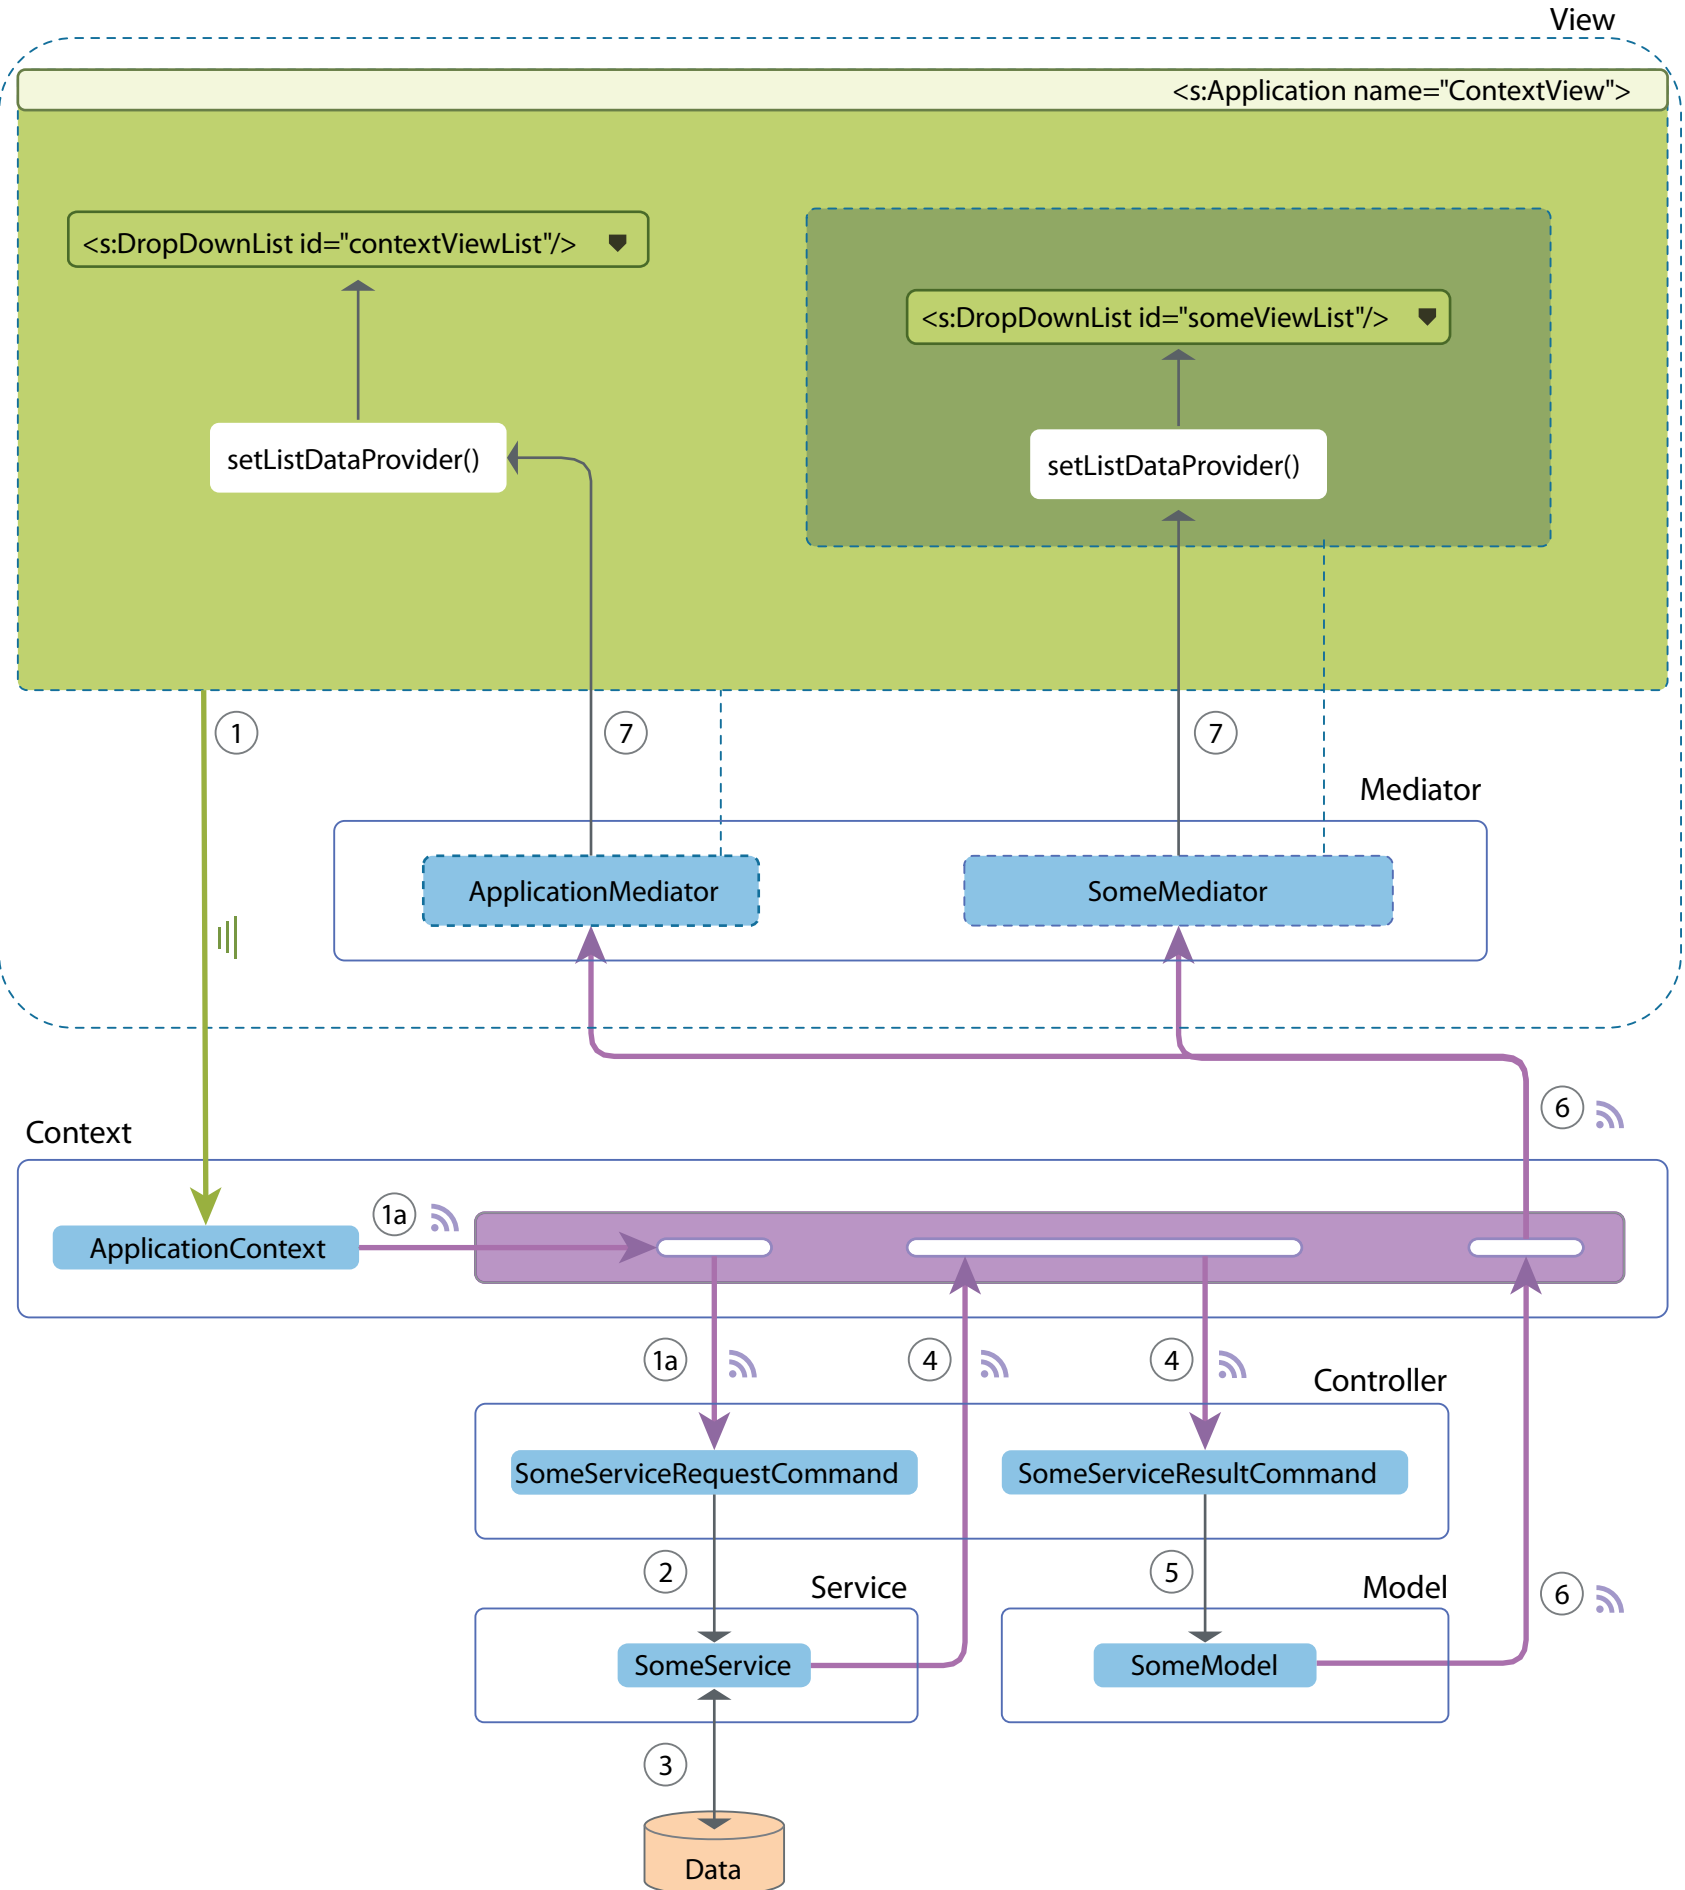 View
<s:Application name="ContextView">
<s:DropDownList id="contextViewList"/>
<s:DropDownList id="someViewList"/>
setListDataProvider()
setListDataProvider()
1
7
7
Mediator
ApplicationMediator
SomeMediator
6
Context
1a
ApplicationContext
1a
4
4
Controller
SomeServiceRequestCommand
SomeServiceResultCommand
2
5
Service
Model
6
SomeService
SomeModel
3
Data